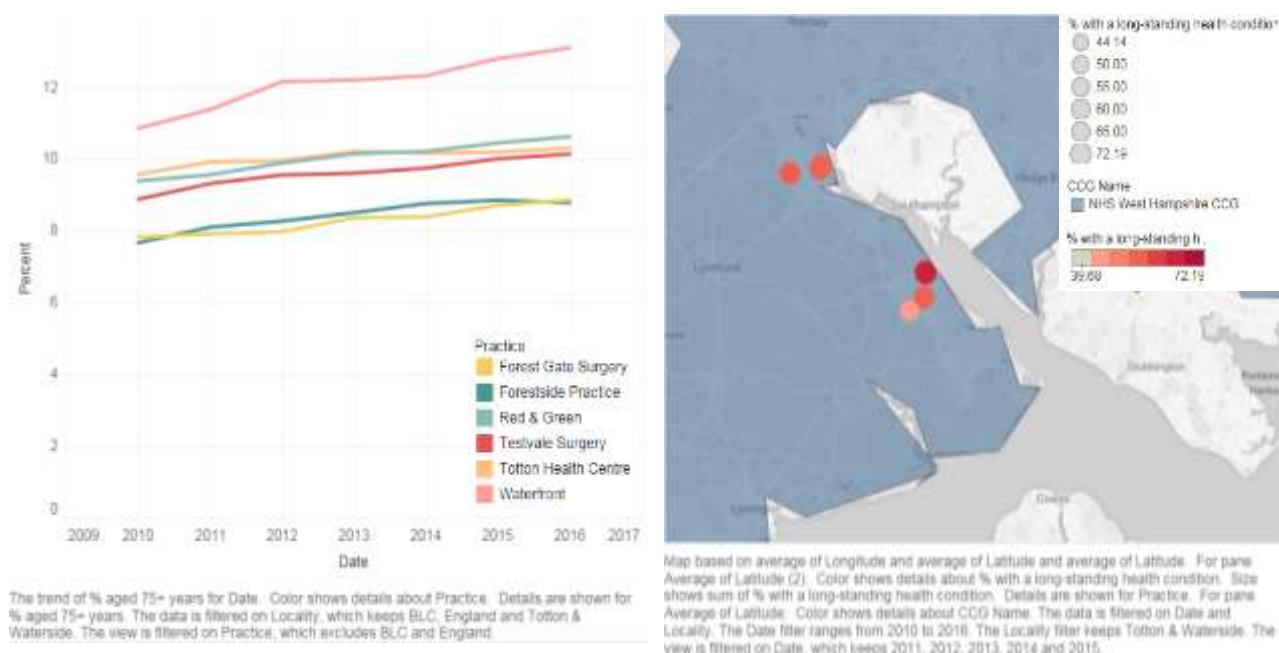 12
10
8
6
4
2
0
Percent
2009 2010 2011 2012 2013 2014 2015 2016 2017
Date
Practice
Forest Gate Surgery
Forestside Practice
Red & Green
Testvale Surgery
Totton Health Centre
Waterfront
The trend of % aged 75+ years for Date. Color shows details about Practice. Details are shown for
% aged 75+ years. The data is filtered on Locality, which keeps BLC, England and Totton &
Waterside. The view is filtered on Practice, which excludes BLC and England.
Southampton
% with a long-standing health condition
44.14
50.00
55.00
60.00
65.00
72.19
CCG Name
NHS West Hampshire CCG
% with a long-standing h..
39.68 72.19
Map based on average of Longitude and average of Latitude and average of Latitude. For pane
Average of Latitude (2): Color shows details about % with a long-standing health condition. Size
shows sum of % with a long-standing health condition. Details are shown for Practice. For pane
Average of Latitude: Color shows details about CCG Name. The data is filtered on Date and
Locality. The Date filter ranges from 2010 to 2016. The Locality filter keeps Totton & Waterside. The
view is filtered on Date, which keeps 2011, 2012, 2013, 2014 and 2015.